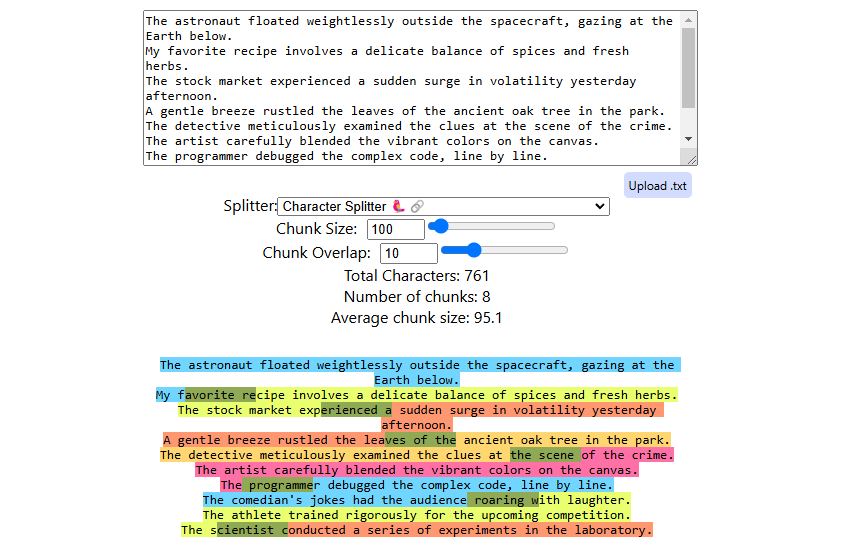 The astronaut floated weightlessly outside the spacecraft, gazing at the
Earth below.
My favorite recipe involves a delicate balance of spices and fresh
herbs.
The stock market experienced a sudden surge in volatility yesterday
afternoon.
A gentle breeze rustled the leaves of the ancient oak tree in the park.
The detective meticulously examined the clues at the scene of the crime.
The artist carefully blended the vibrant colors on the canvas.
The programmer debugged the complex code, line by line.
Upload .txt
Splitter: Character Splitter 🦜 🔗
Chunk Size: 100
Chunk Overlap: 10
Total Characters: 761
Number of chunks: 8
Average chunk size: 95.1
The astronaut floated weightlessly outside the spacecraft, gazing at the
Earth below.
My favorite recipe involves a delicate balance of spices and fresh herbs.
The stock market experienced a sudden surge in volatility yesterday
afternoon.
A gentle breeze rustled the leaves of the ancient oak tree in the park.
The detective meticulously examined the clues at the scene of the crime.
The artist carefully blended the vibrant colors on the canvas.
The programmer debugged the complex code, line by line.
The comedian's jokes had the audience roaring with laughter.
The athlete trained rigorously for the upcoming competition.
The scientist conducted a series of experiments in the laboratory.